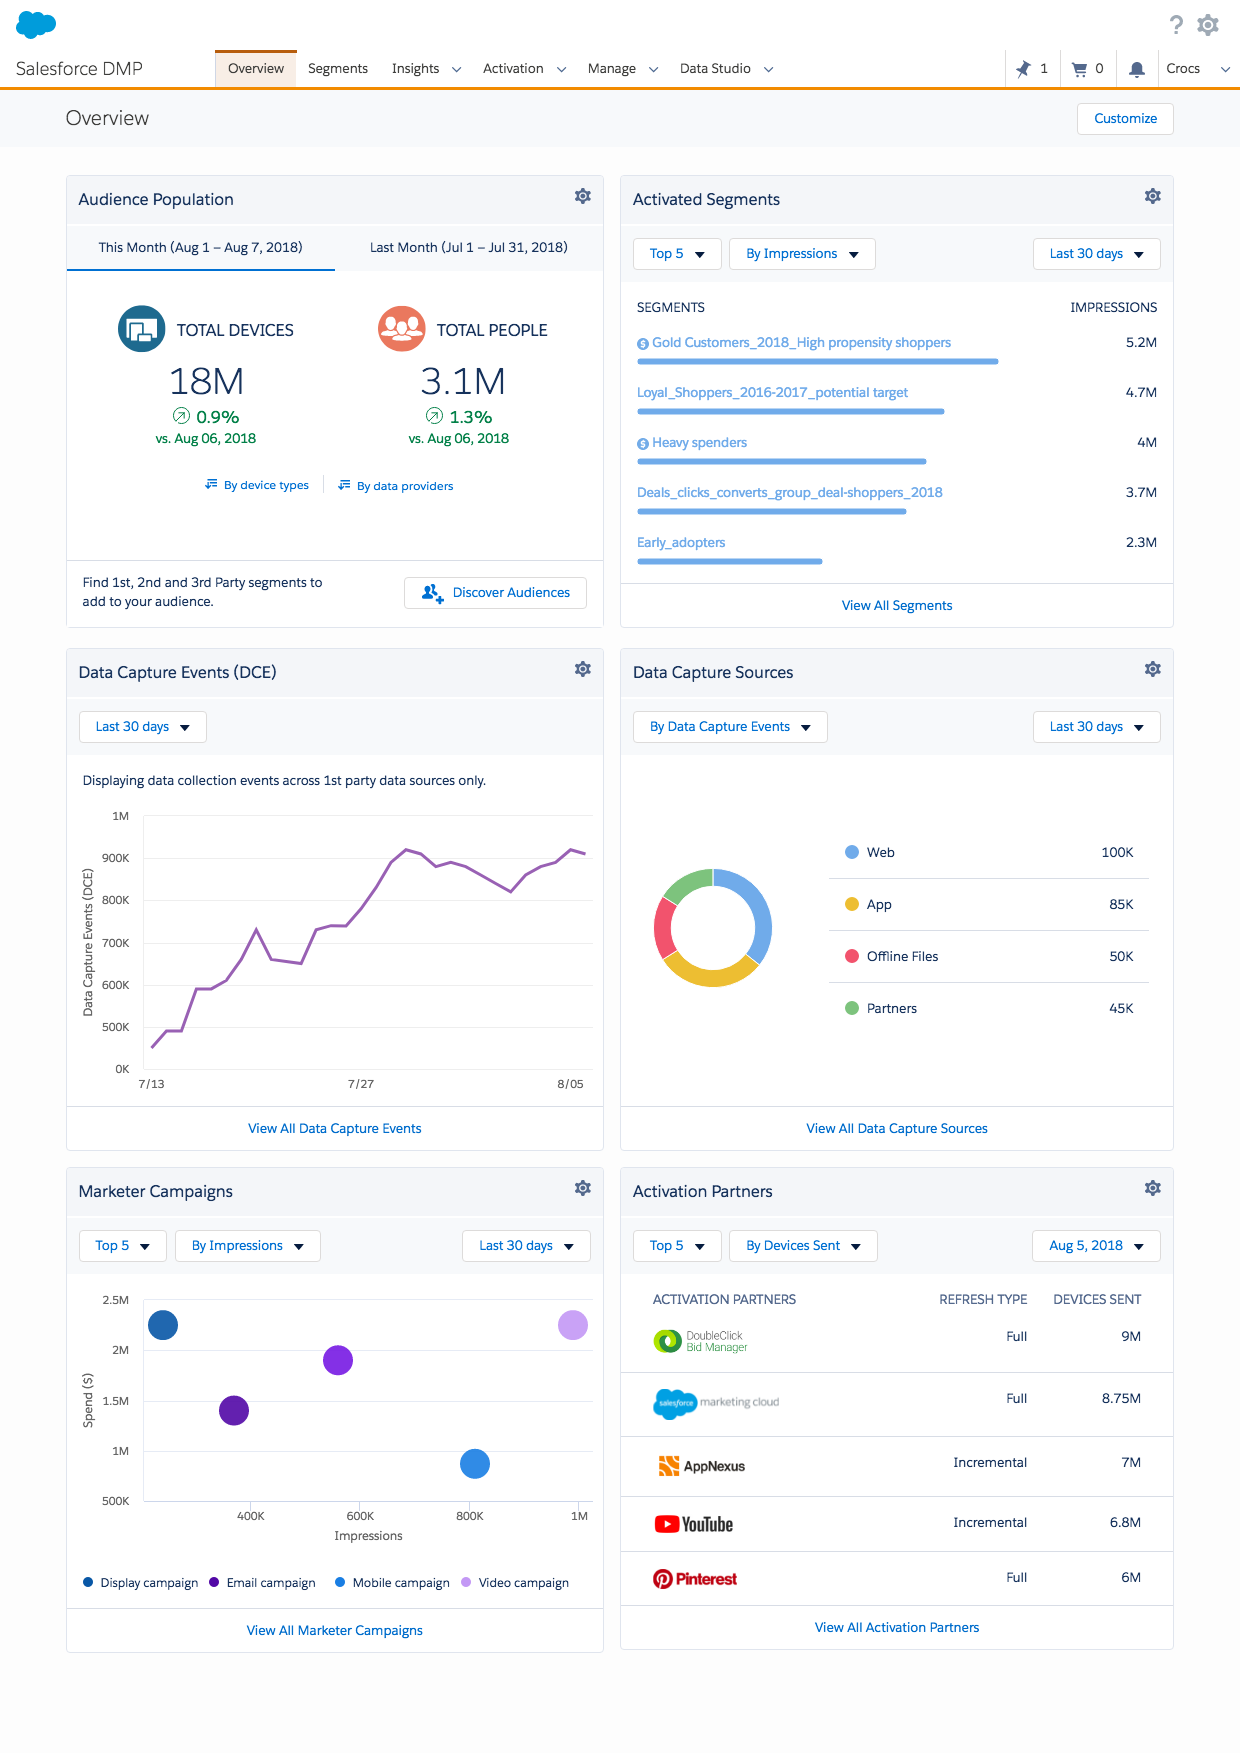 ?
Salesforce DMP
Overview
Segments
Insights
Activation
Manage
Data Studio
1
0
Crocs
Overview
Customize
Audience Population
This Month (Aug 1 – Aug 7, 2018)
Last Month (Jul 1 – Jul 31, 2018)
TOTAL DEVICES
18M
0.9%
vs. Aug 06, 2018
TOTAL PEOPLE
3.1M
1.3%
vs. Aug 06, 2018
By device types
By data providers
Find 1st, 2nd and 3rd Party segments to
add to your audience.
Discover Audiences
Activated Segments
Top 5
By Impressions
Last 30 days
SEGMENTS IMPRESSIONS
$ Gold Customers_2018_High propensity shoppers 5.2M
Loyal_Shoppers_2016-2017_potential target 4.7M
$ Heavy spenders 4M
Deals_clicks_converts_group_deal-shoppers_2018 3.7M
Early_adopters 2.3M
View All Segments
Data Capture Events (DCE)
Last 30 days
Displaying data collection events across 1st party data sources only.
Data Capture Events (DCE)
1M
900K
800K
700K
600K
500K
0K
7/13 7/27 8/05
View All Data Capture Events
Data Capture Sources
By Data Capture Events
Last 30 days
Web 100K
App 85K
Offline Files 50K
Partners 45K
View All Data Capture Sources
Marketer Campaigns
Top 5
By Impressions
Last 30 days
Spend ($)
2.5M
2M
1.5M
1M
500K
400K 600K 800K 1M
Impressions
Display campaign Email campaign Mobile campaign Video campaign
View All Marketer Campaigns
Activation Partners
Top 5
By Devices Sent
Aug 5, 2018
ACTIVATION PARTNERS REFRESH TYPE DEVICES SENT
DoubleClick
Bid Manager
Full 9M
salesforce marketing cloud Full 8.75M
AppNexus Incremental 7M
YouTube Incremental 6.8M
Pinterest Full 6M
View All Activation Partners